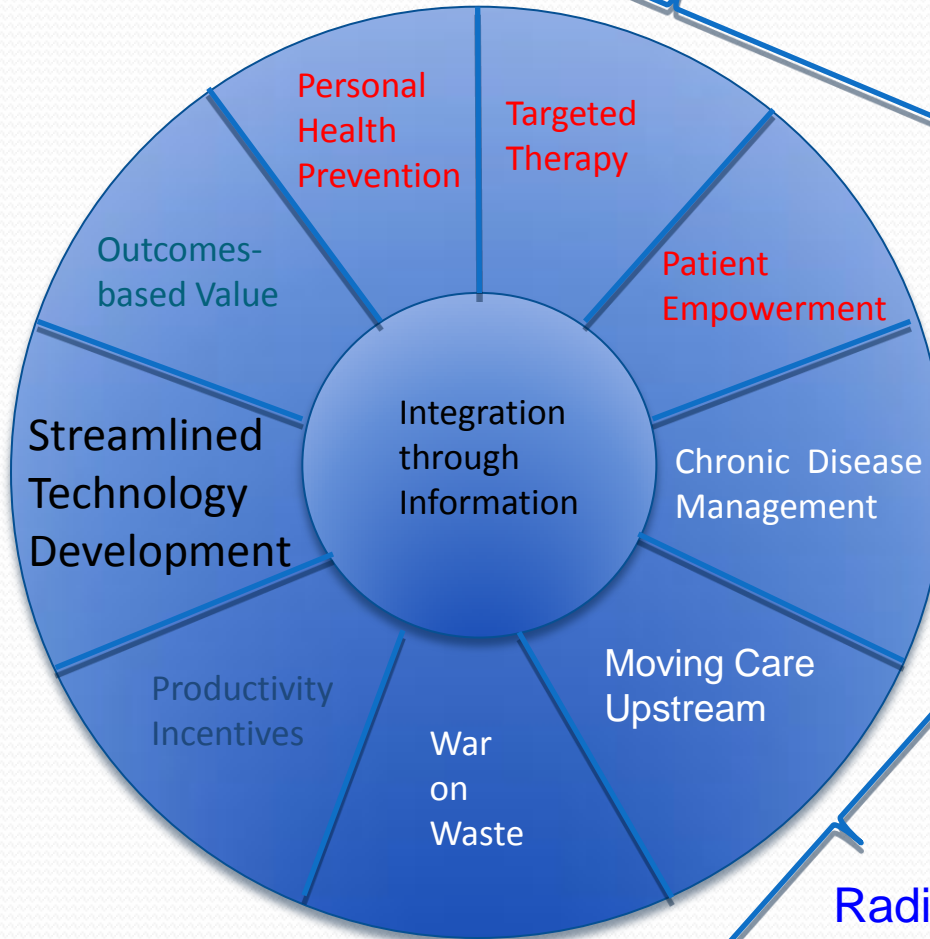 Personal
Health
Prevention
Targeted
Therapy
Patient
Empowerment
Chronic Disease
Management
Moving Care
Upstream
War
on
Waste
Productivity
Incentives
Streamlined
Technology
Development
Outcomes-
based Value
Integration
through
Information